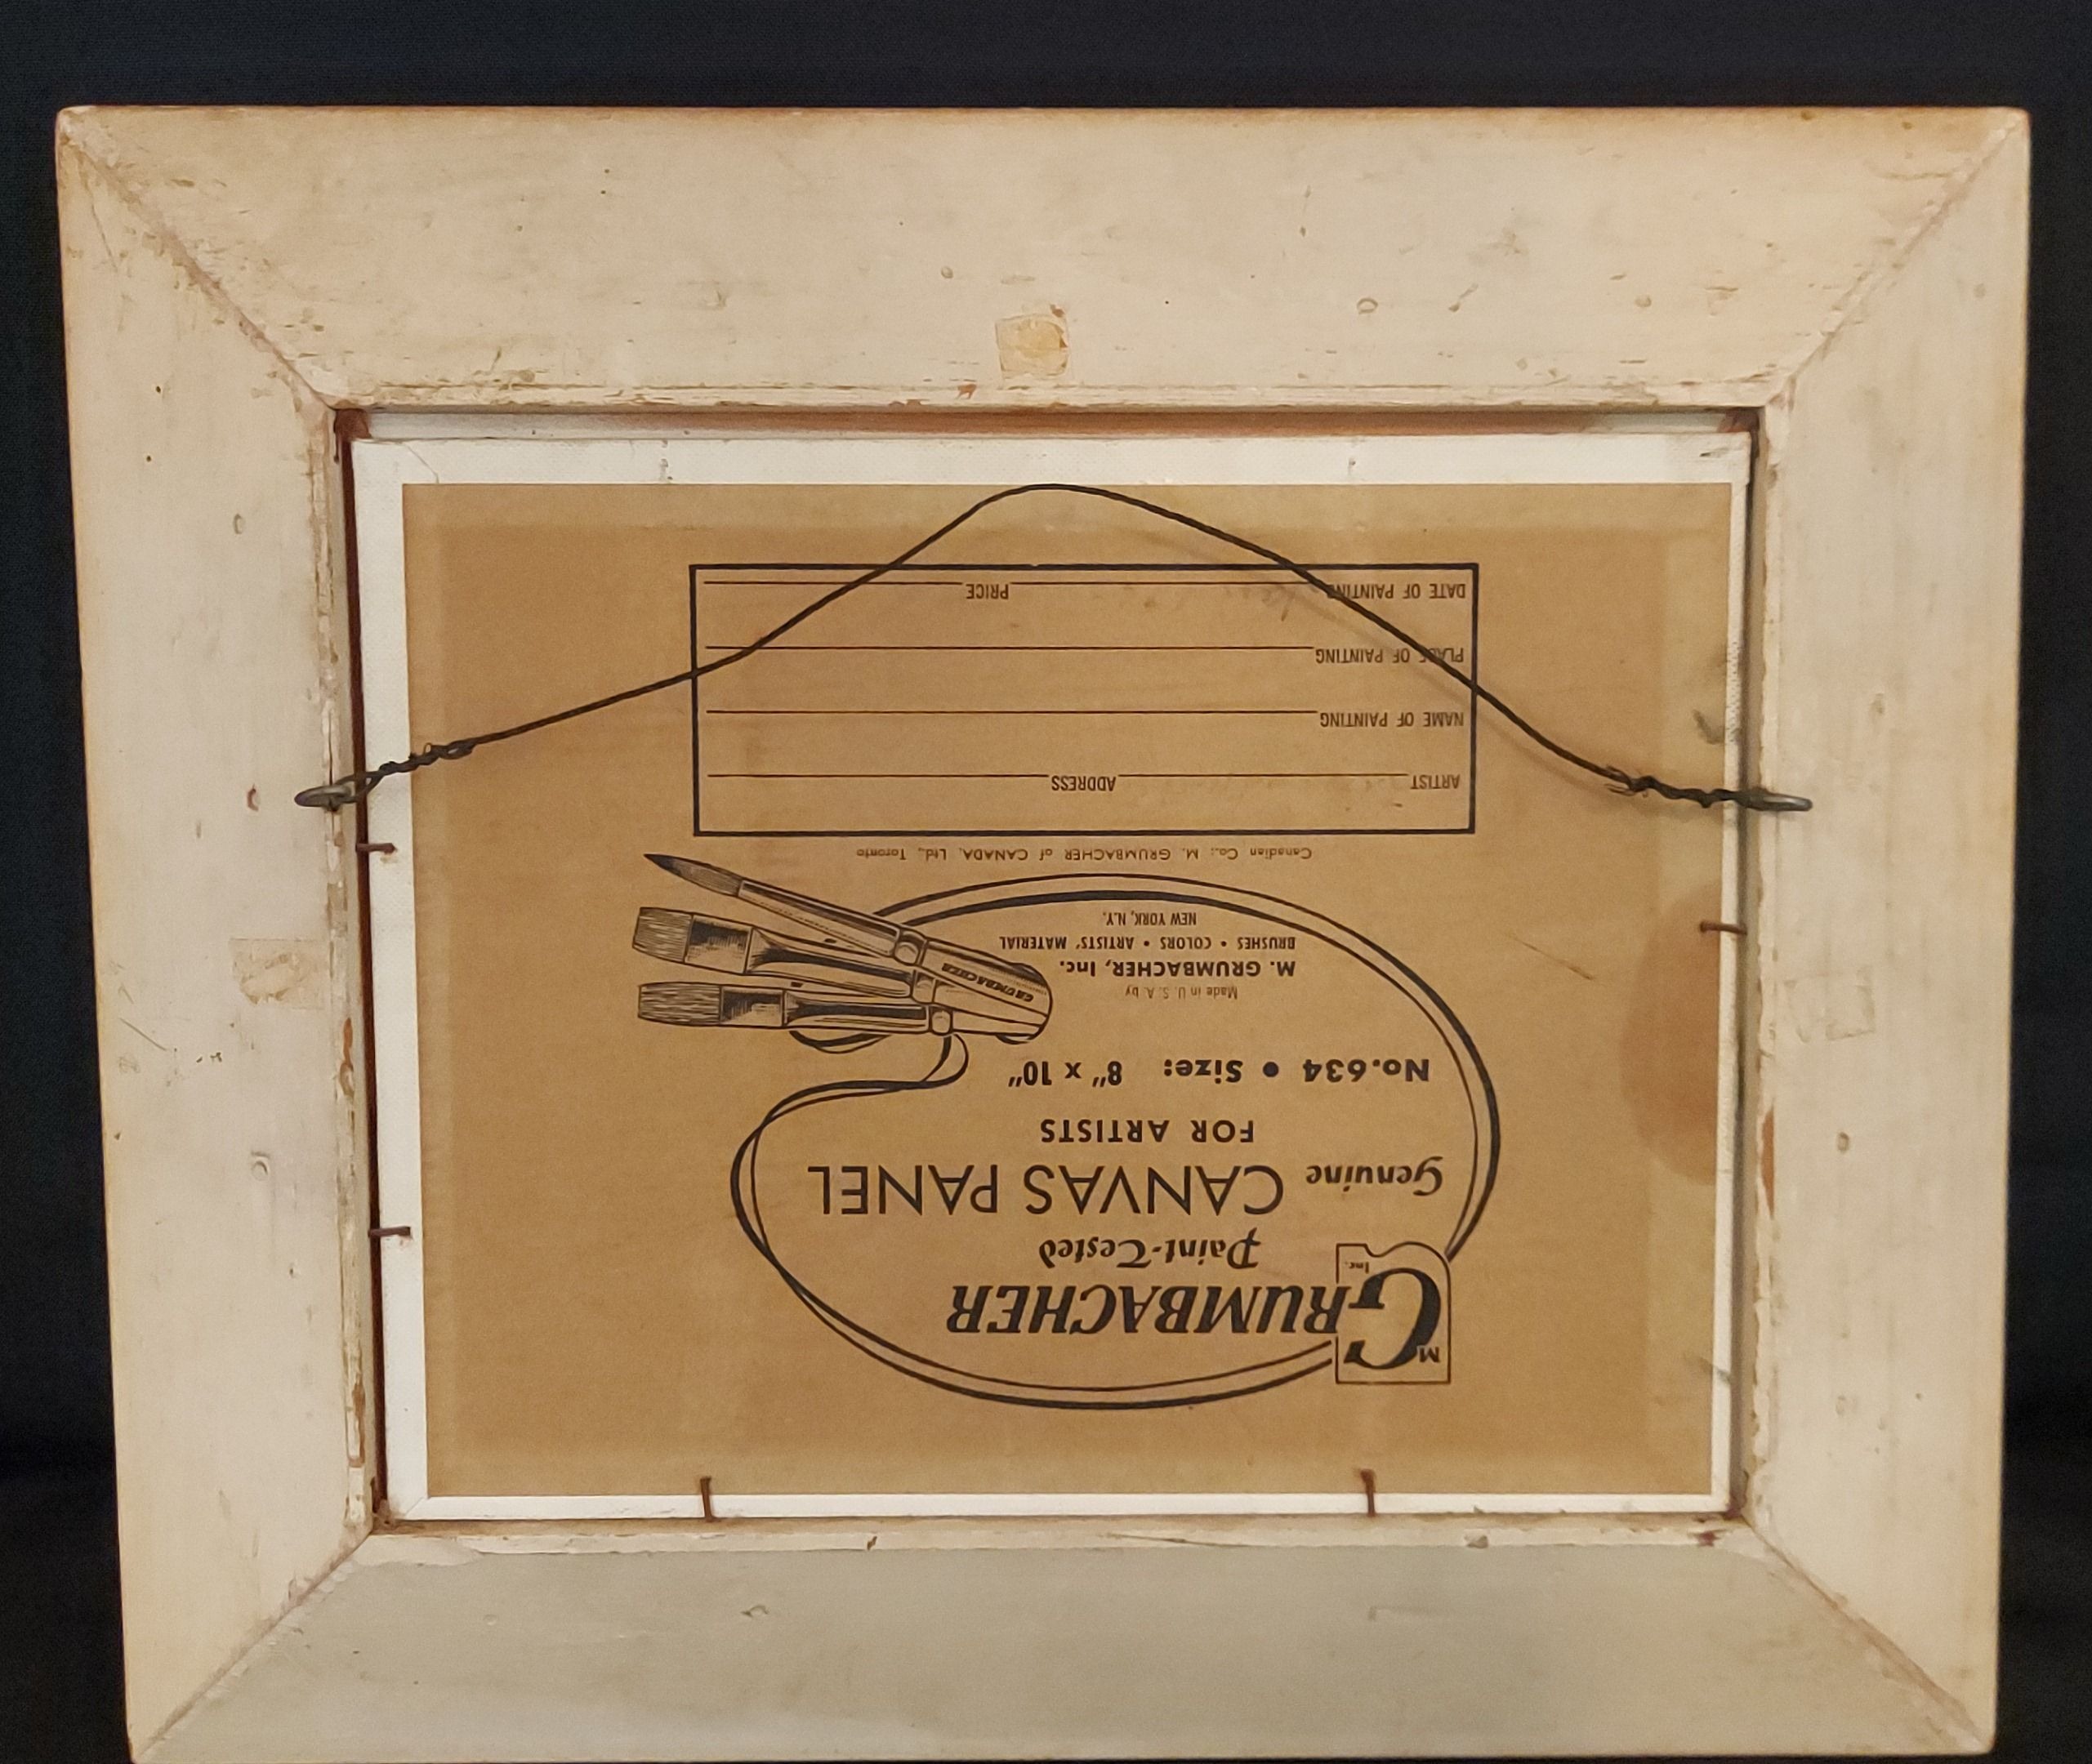 M GRUMBACHER Inc.
Paint-Tested
Genuine CANVAS PANEL
FOR ARTISTS
No.634 • Size: 8" x 10"
Made in U. S. A. by
M. GRUMBACHER, Inc.
BRUSHES • COLORS • ARTISTS' MATERIAL
NEW YORK, N.Y.
GRUMBACHER
Canadian Co.: M. GRUMBACHER of CANADA, Ltd., Toronto
ARTIST ADDRESS
NAME OF PAINTING
PLACE OF PAINTING
DATE OF PAINTING PRICE